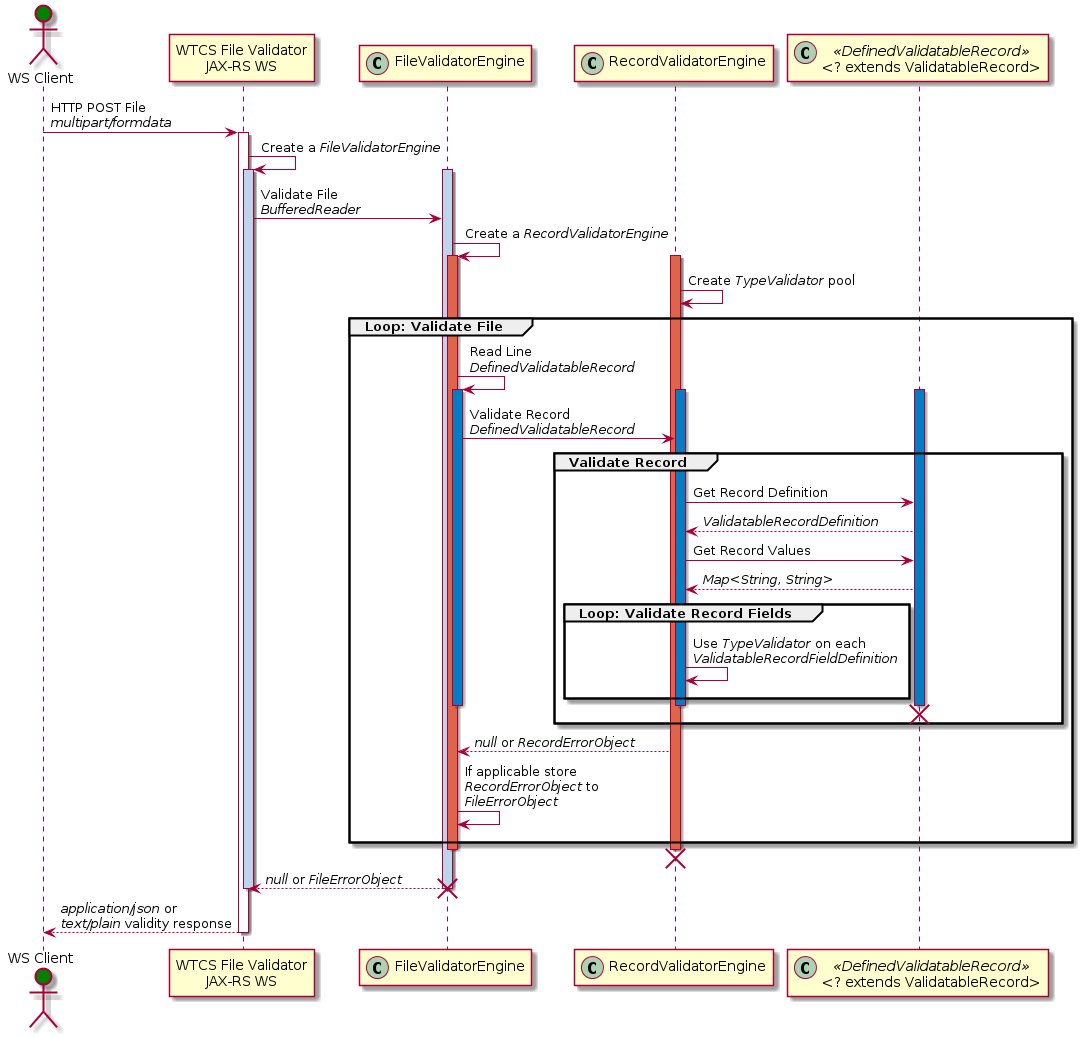 WS Client
WTCS File Validator
JAX-RS WS
C FileValidatorEngine
C RecordValidatorEngine
C «DefinedValidatableRecord»
<? extends ValidatableRecord>
HTTP POST File
multipart/formdata
Create a FileValidatorEngine
Validate File
BufferedReader
Create a RecordValidatorEngine
Create TypeValidator pool
Loop: Validate File
Read Line
DefinedValidatableRecord
Validate Record
DefinedValidatableRecord
Validate Record
Get Record Definition
ValidatableRecordDefinition
Get Record Values
Map<String, String>
Loop: Validate Record Fields
Use TypeValidator on each
ValidatableRecordFieldDefinition
null or RecordErrorObject
If applicable store
RecordErrorObject to
FileErrorObject
null or FileErrorObject
application/json or
text/plain validity response
WS Client
WTCS File Validator
JAX-RS WS
C FileValidatorEngine
C RecordValidatorEngine
C «DefinedValidatableRecord»
<? extends ValidatableRecord>